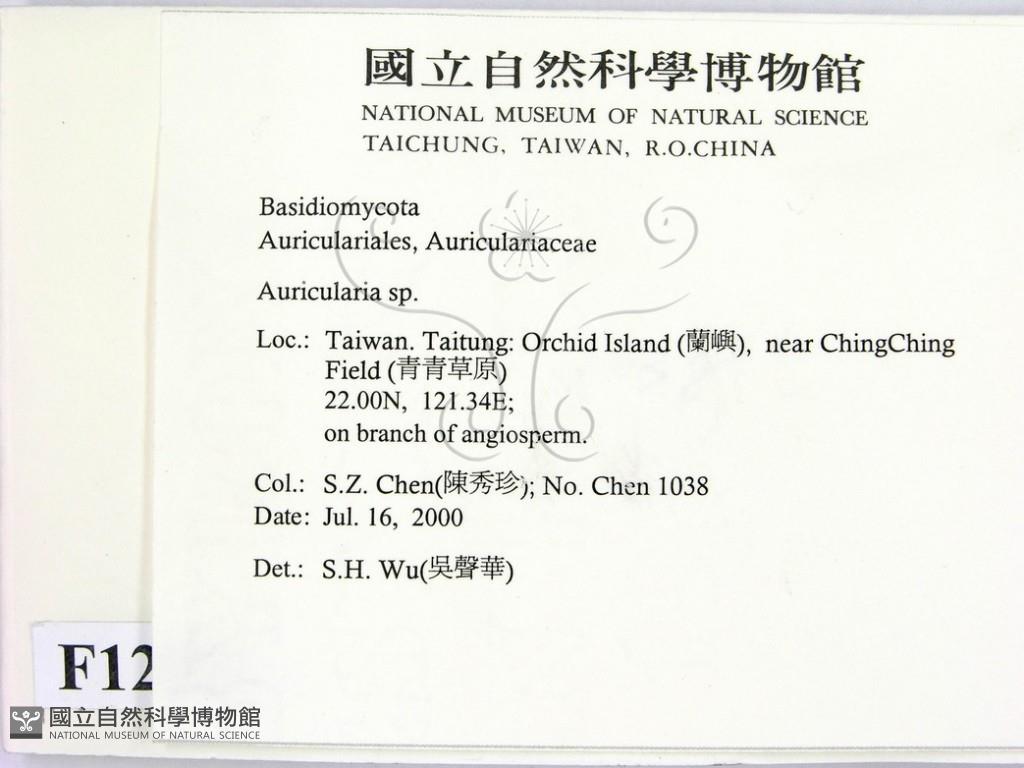 國立自然科學博物館
NATIONAL MUSEUM OF NATURAL SCIENCE
TAICHUNG, TAIWAN, R.O.CHINA
Basidiomycota
Auriculariales, Auriculariaceae
Auricularia sp.
Loc.: Taiwan. Taitung: Orchid Island (蘭嶼), near ChingChing
Field (青青草原)
22.00N, 121.34E;
on branch of angiosperm.
Col.: S.Z. Chen(陳秀珍); No. Chen 1038
Date: Jul. 16, 2000
Det.: S.H. Wu(吳聲華)
F12
國立自然科學博物館
NATIONAL MUSEUM OF NATURAL SCIENCE